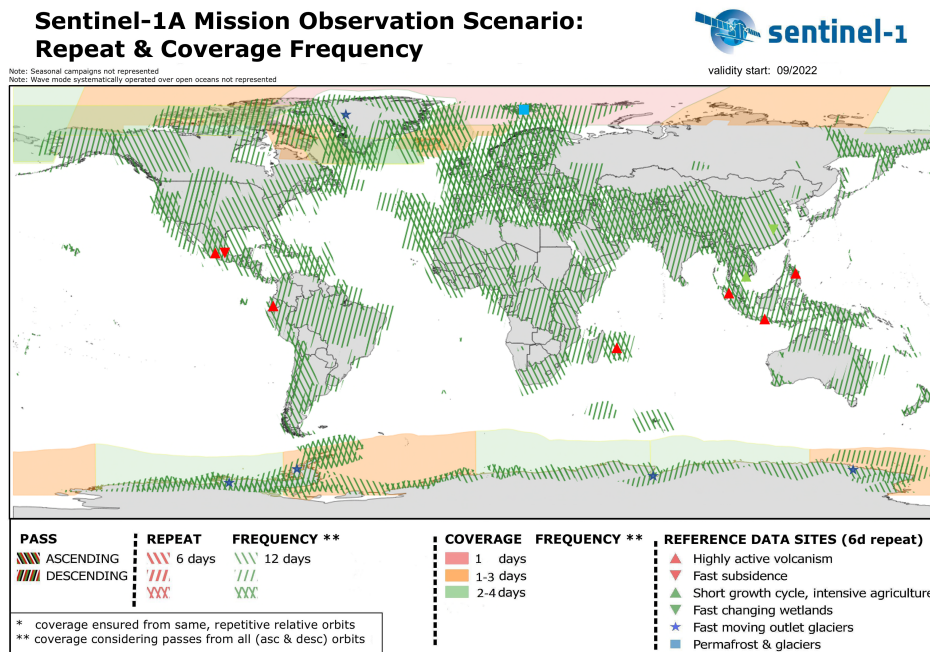 Sentinel-1A Mission Observation Scenario:
Repeat & Coverage Frequency
sentinel-1
Note: Seasonal campaigns not represented
Note: Wave mode systematically operated over open oceans not represented
validity start: 09/2022
PASS
ASCENDING
DESCENDING
REPEAT
6 days
FREQUENCY **
12 days
COVERAGE FREQUENCY **
1 days
1-3 days
2-4 days
REFERENCE DATA SITES (6d repeat)
Highly active volcanism
Fast subsidence
Short growth cycle, intensive agriculture
Fast changing wetlands
Fast moving outlet glaciers
Permafrost & glaciers
* coverage ensured from same, repetitive relative orbits
** coverage considering passes from all (asc & desc) orbits